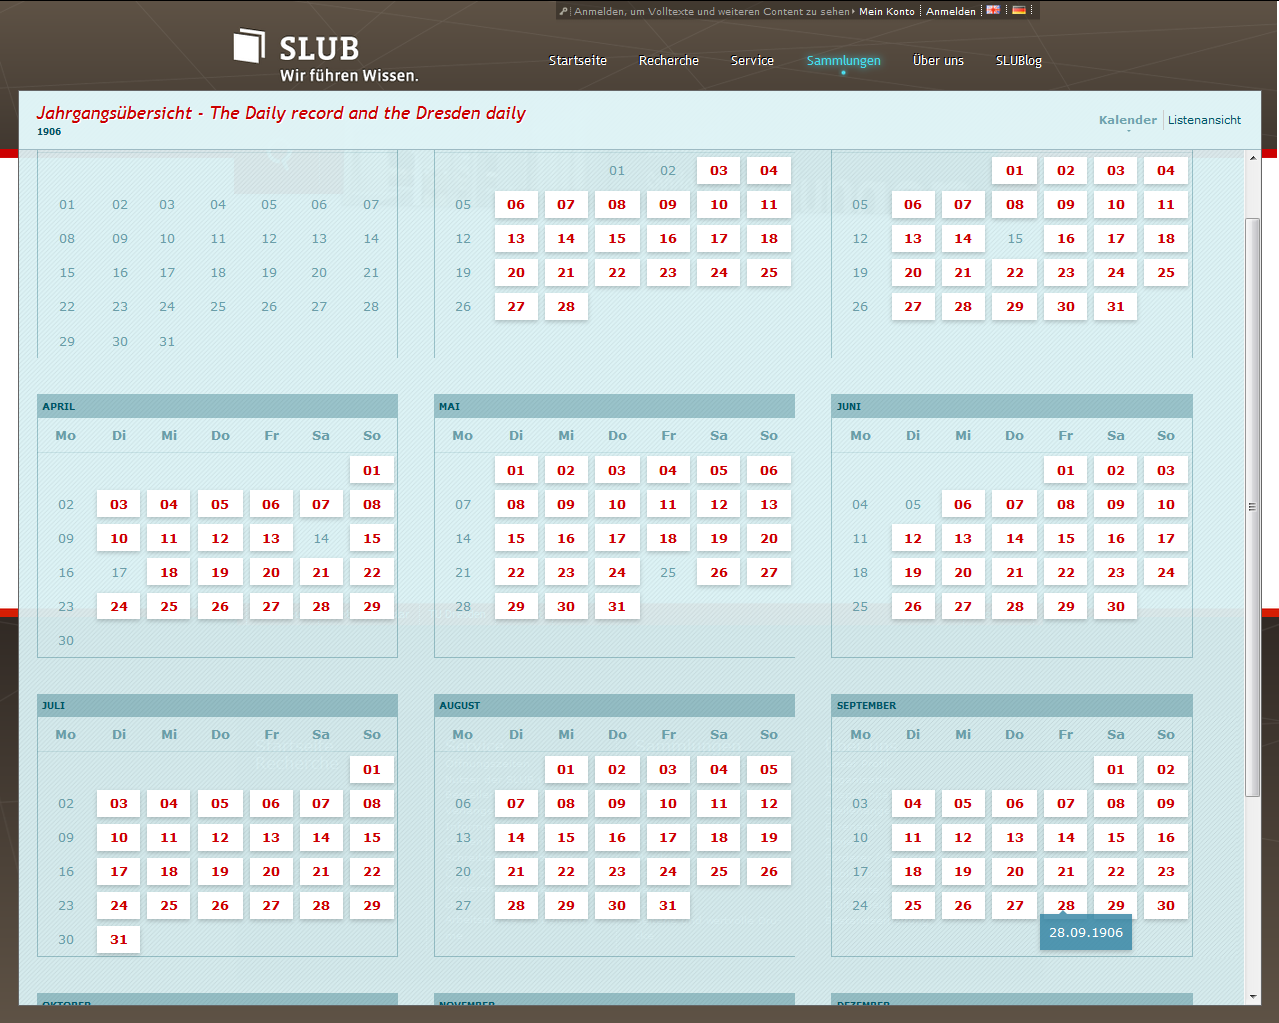 Anmelden, um Volltexte und weiteren Content zu sehen Mein Konto Anmelden
SLUB
Wir führen Wissen.
Startseite Recherche Service Sammlungen Über uns SLUBlog
Jahrgangsübersicht - The Daily record and the Dresden daily
1906
Kalender Listenansicht
01 02 03 04 05 06 07
08 09 10 11 12 13 14
15 16 17 18 19 20 21
22 23 24 25 26 27 28
29 30 31
01 02 03 04
05 06 07 08 09 10 11
12 13 14 15 16 17 18
19 20 21 22 23 24 25
26 27 28
01 02 03 04
05 06 07 08 09 10 11
12 13 14 15 16 17 18
19 20 21 22 23 24 25
26 27 28 29 30 31
APRIL
Mo Di Mi Do Fr Sa So
01
02 03 04 05 06 07 08
09 10 11 12 13 14 15
16 17 18 19 20 21 22
23 24 25 26 27 28 29
30
MAI
Mo Di Mi Do Fr Sa So
01 02 03 04 05 06
07 08 09 10 11 12 13
14 15 16 17 18 19 20
21 22 23 24 25 26 27
28 29 30 31
JUNI
Mo Di Mi Do Fr Sa So
01 02 03
04 05 06 07 08 09 10
11 12 13 14 15 16 17
18 19 20 21 22 23 24
25 26 27 28 29 30
JULI
Mo Di Mi Do Fr Sa So
01
02 03 04 05 06 07 08
09 10 11 12 13 14 15
16 17 18 19 20 21 22
23 24 25 26 27 28 29
30 31
AUGUST
Mo Di Mi Do Fr Sa So
01 02 03 04 05
06 07 08 09 10 11 12
13 14 15 16 17 18 19
20 21 22 23 24 25 26
27 28 29 30 31
SEPTEMBER
Mo Di Mi Do Fr Sa So
01 02
03 04 05 06 07 08 09
10 11 12 13 14 15 16
17 18 19 20 21 22 23
24 25 26 27 28 29 30
28.09.1906
OKTOBER
NOVEMBER
DEZEMBER